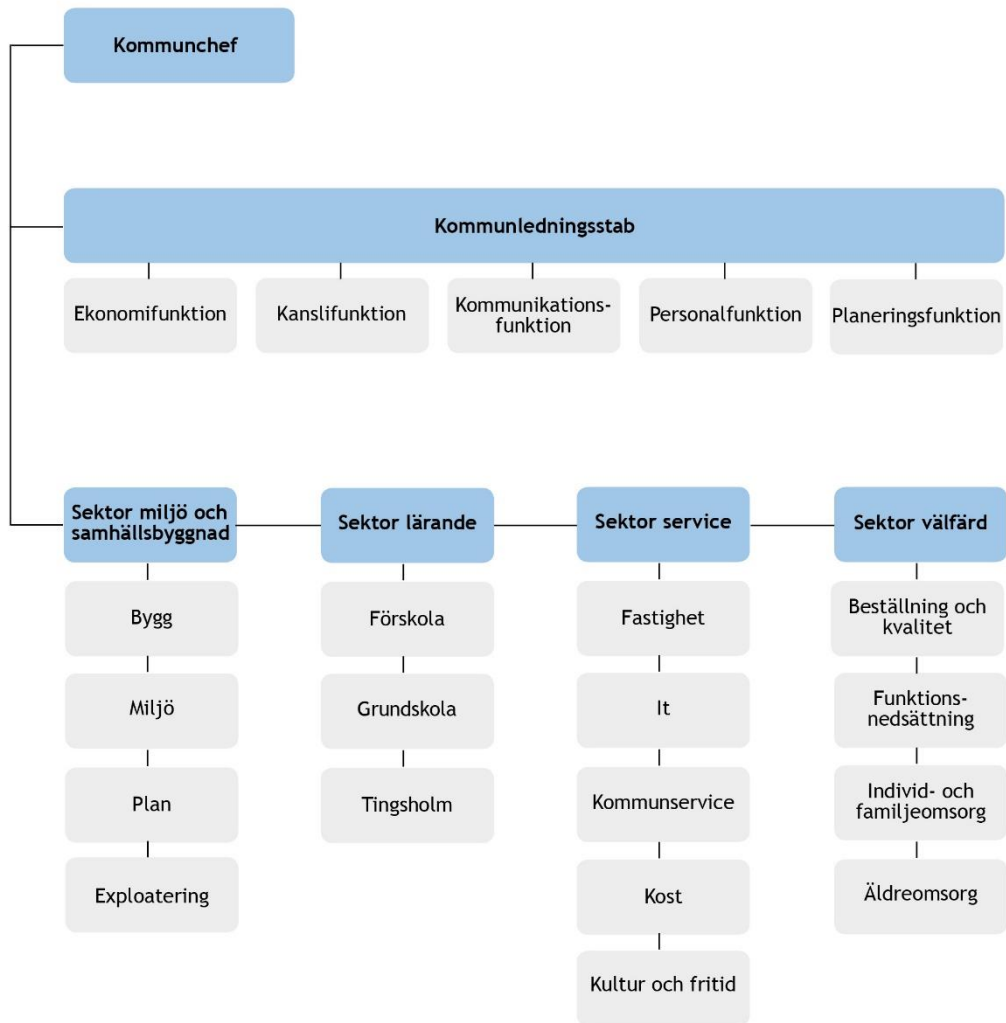 Kommunchef
Kommunledningsstab
Ekonomifunktion
Kanslifunktion
Kommunikations-
funktion
Personalfunktion
Planeringsfunktion
Sektor miljö och
samhällsbyggnad
Bygg
Miljö
Plan
Exploatering
Sektor lärande
Förskola
Grundskola
Tingsholm
Sektor service
Fastighet
It
Kommunservice
Kost
Kultur och fritid
Sektor välfärd
Beställning och
kvalitet
Funktions-
nedsättning
Individ- och
familjeomsorg
Äldreomsorg